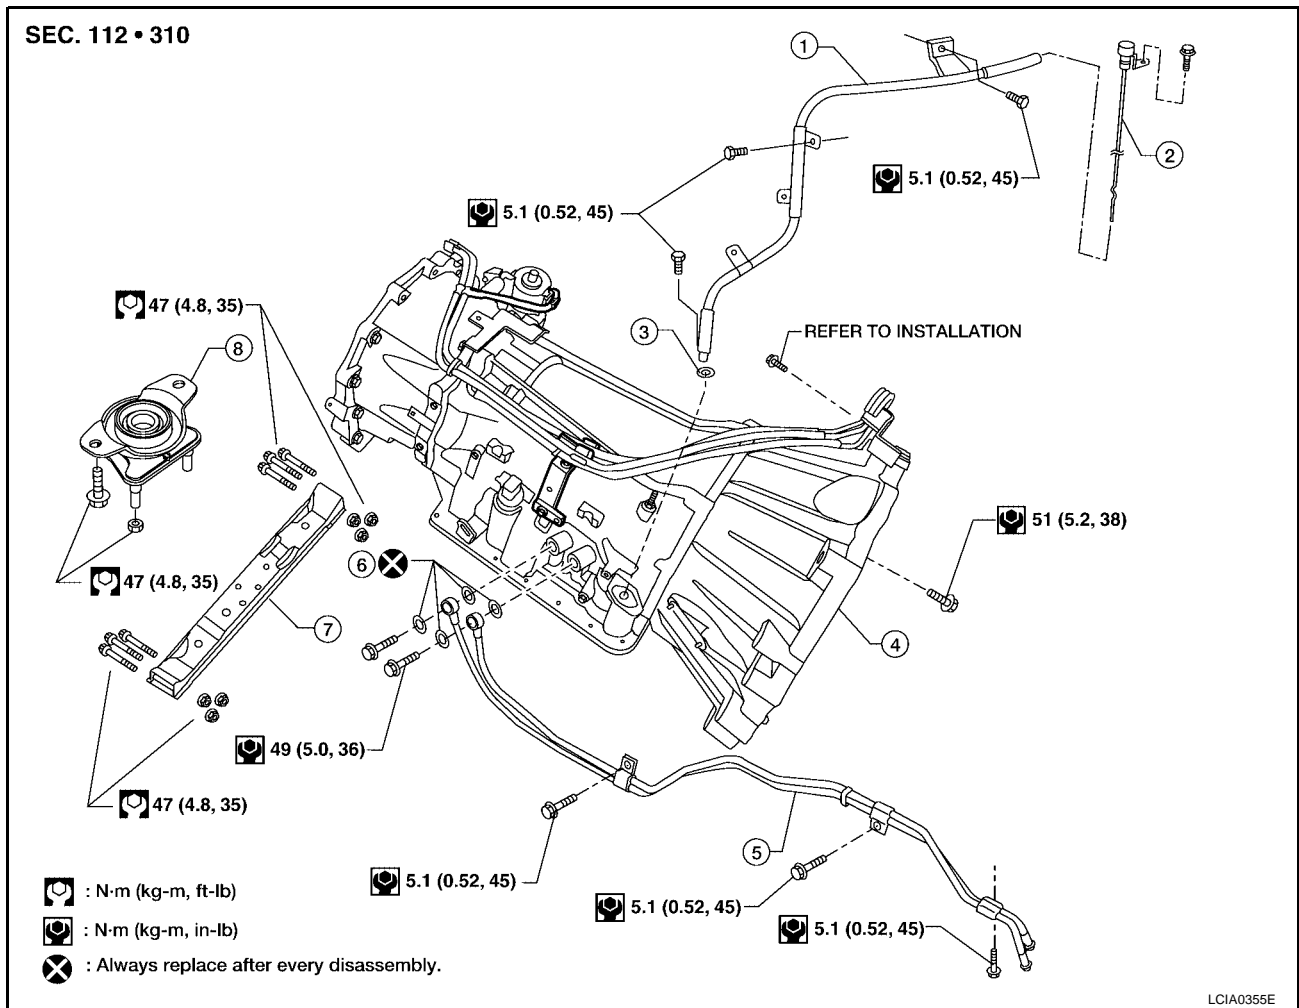 SEC. 112 • 310
1
2
5.1 (0.52, 45)
5.1 (0.52, 45)
47 (4.8, 35)
3
REFER TO INSTALLATION
8
51 (5.2, 38)
6
47 (4.8, 35)
7
4
49 (5.0, 36)
47 (4.8, 35)
5
5.1 (0.52, 45)
5.1 (0.52, 45)
5.1 (0.52, 45)
: N·m (kg-m, ft-lb)
: N·m (kg-m, in-lb)
: Always replace after every disassembly.
LCIA0355E